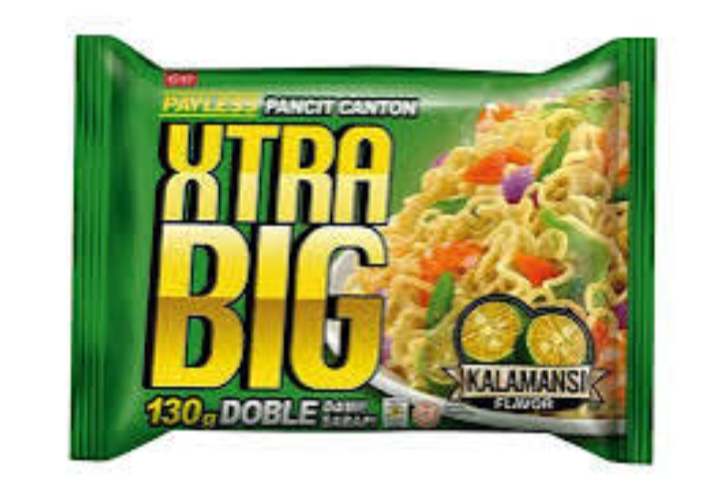 PAYLESS PANCIT CANTON
XTRA
BIG
130g DOBLE
KALAMANSI
FLAVOR